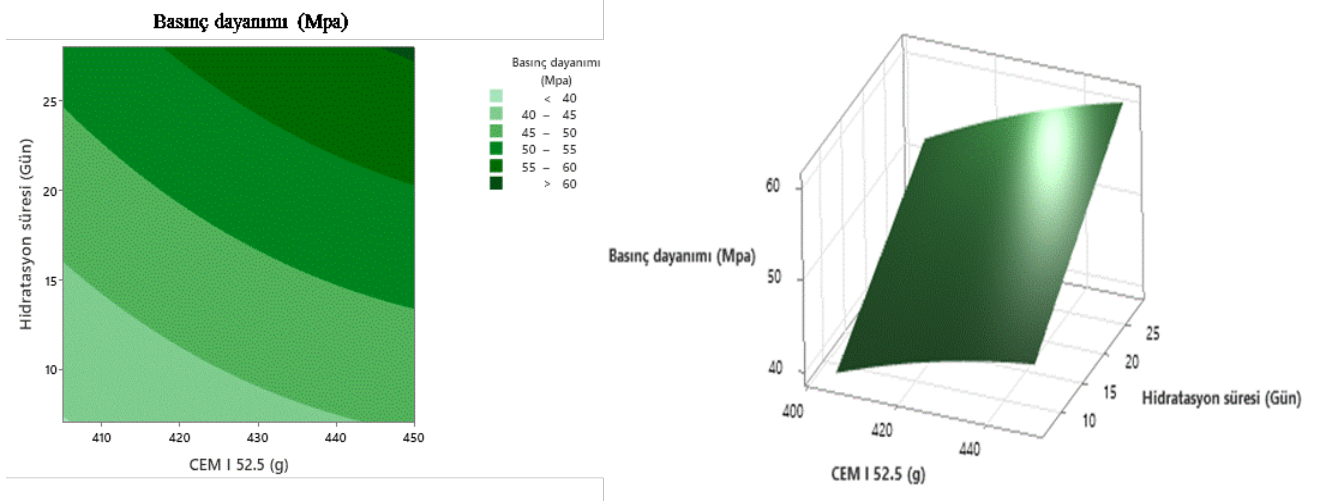 Basınç dayanımı (Mpa)
Basınç dayanımı
(Mpa)
< 40
40 – 45
45 – 50
50 – 55
55 – 60
> 60
Hidratasyon süresi (Gün)
25
20
15
10
410
420
430
440
450
CEM I 52.5 (g)
Basınç dayanımı (Mpa)
60
50
40
400
420
440
CEM I 52.5 (g)
25
20
15
10
Hidratasyon süresi (Gün)